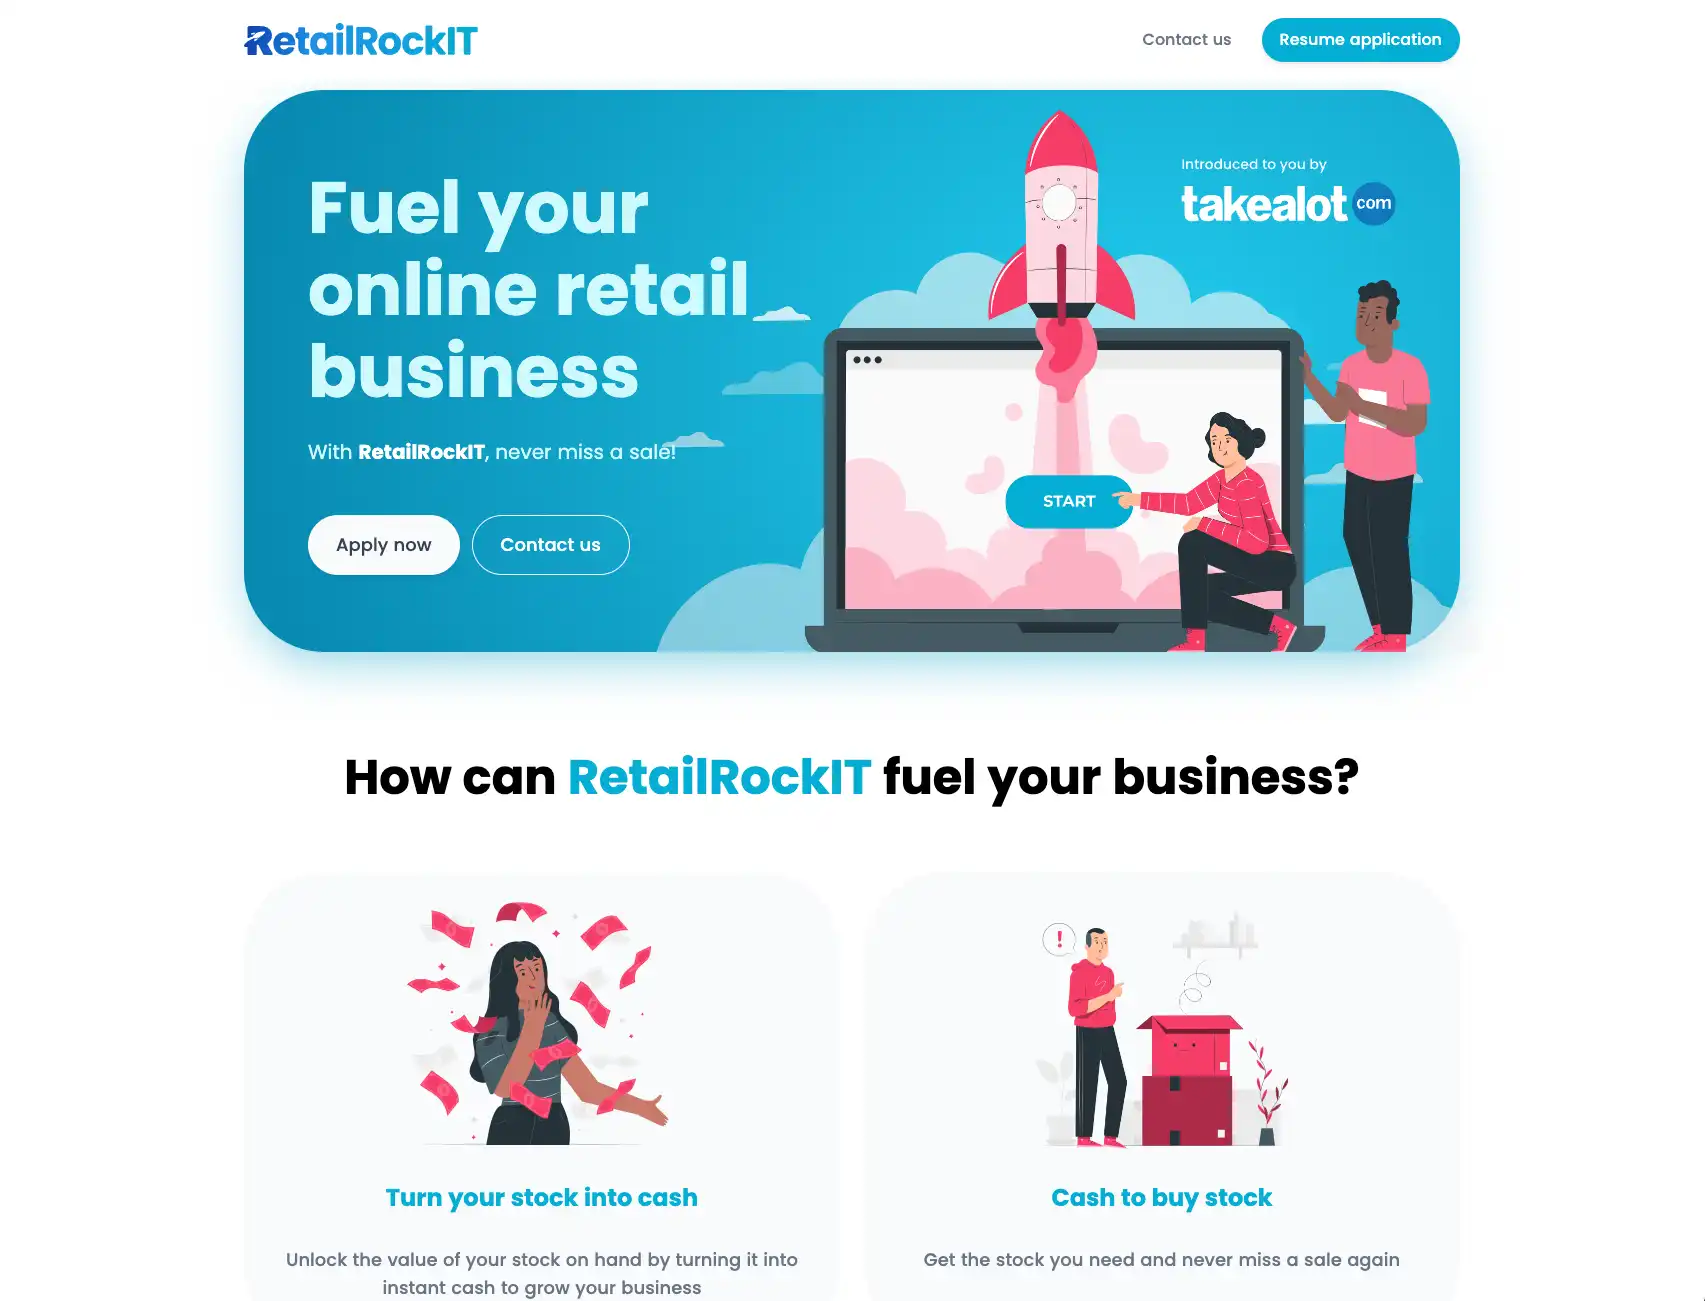 RetailRockIT
Contact us
Resume application
Fuel your
online retail
business
With RetailRockIT, never miss a sale!
Apply now
Contact us
Introduced to you by
takealot com
START
How can RetailRockIT fuel your business?
!
Turn your stock into cash
Unlock the value of your stock on hand by turning it into
instant cash to grow your business
Cash to buy stock
Get the stock you need and never miss a sale again